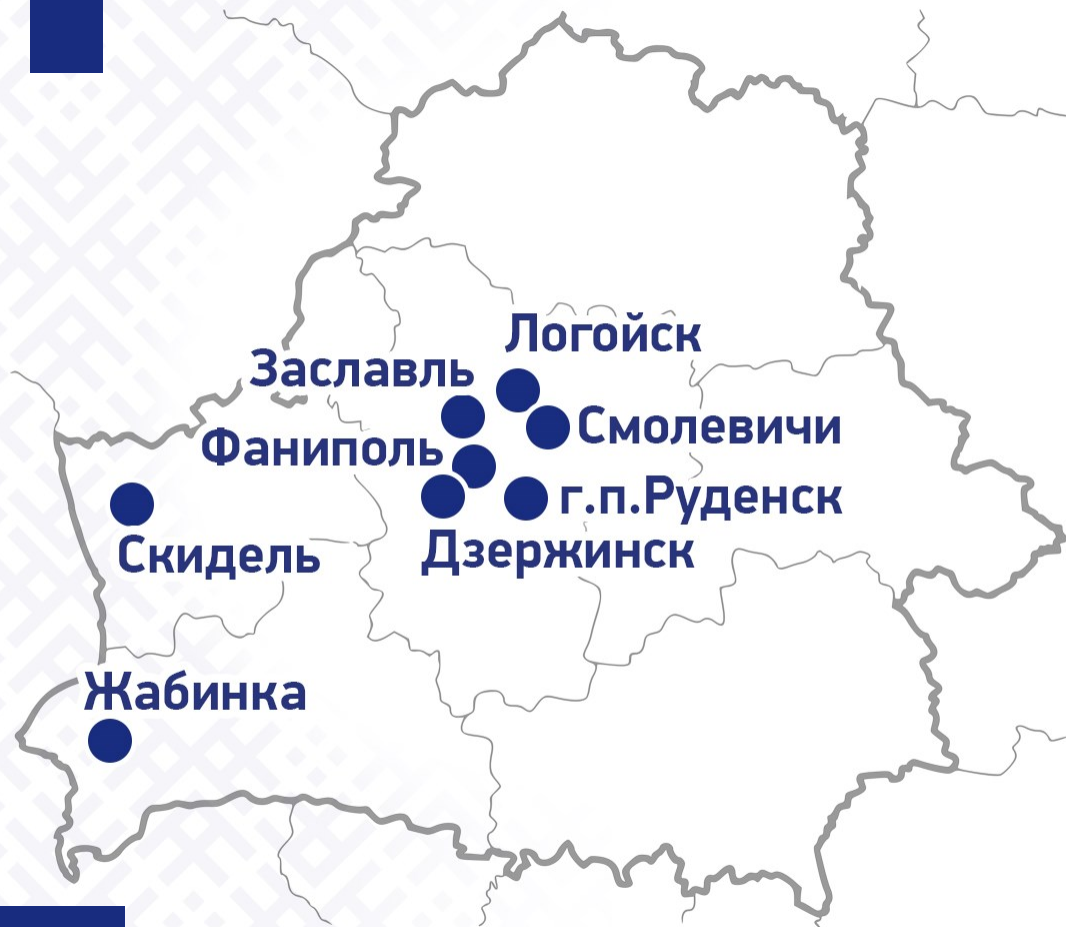 Логойск
Заславль
Смолевичи
Фаниполь
г.п.Руденск
Дзержинск
Скидель
Жабинка